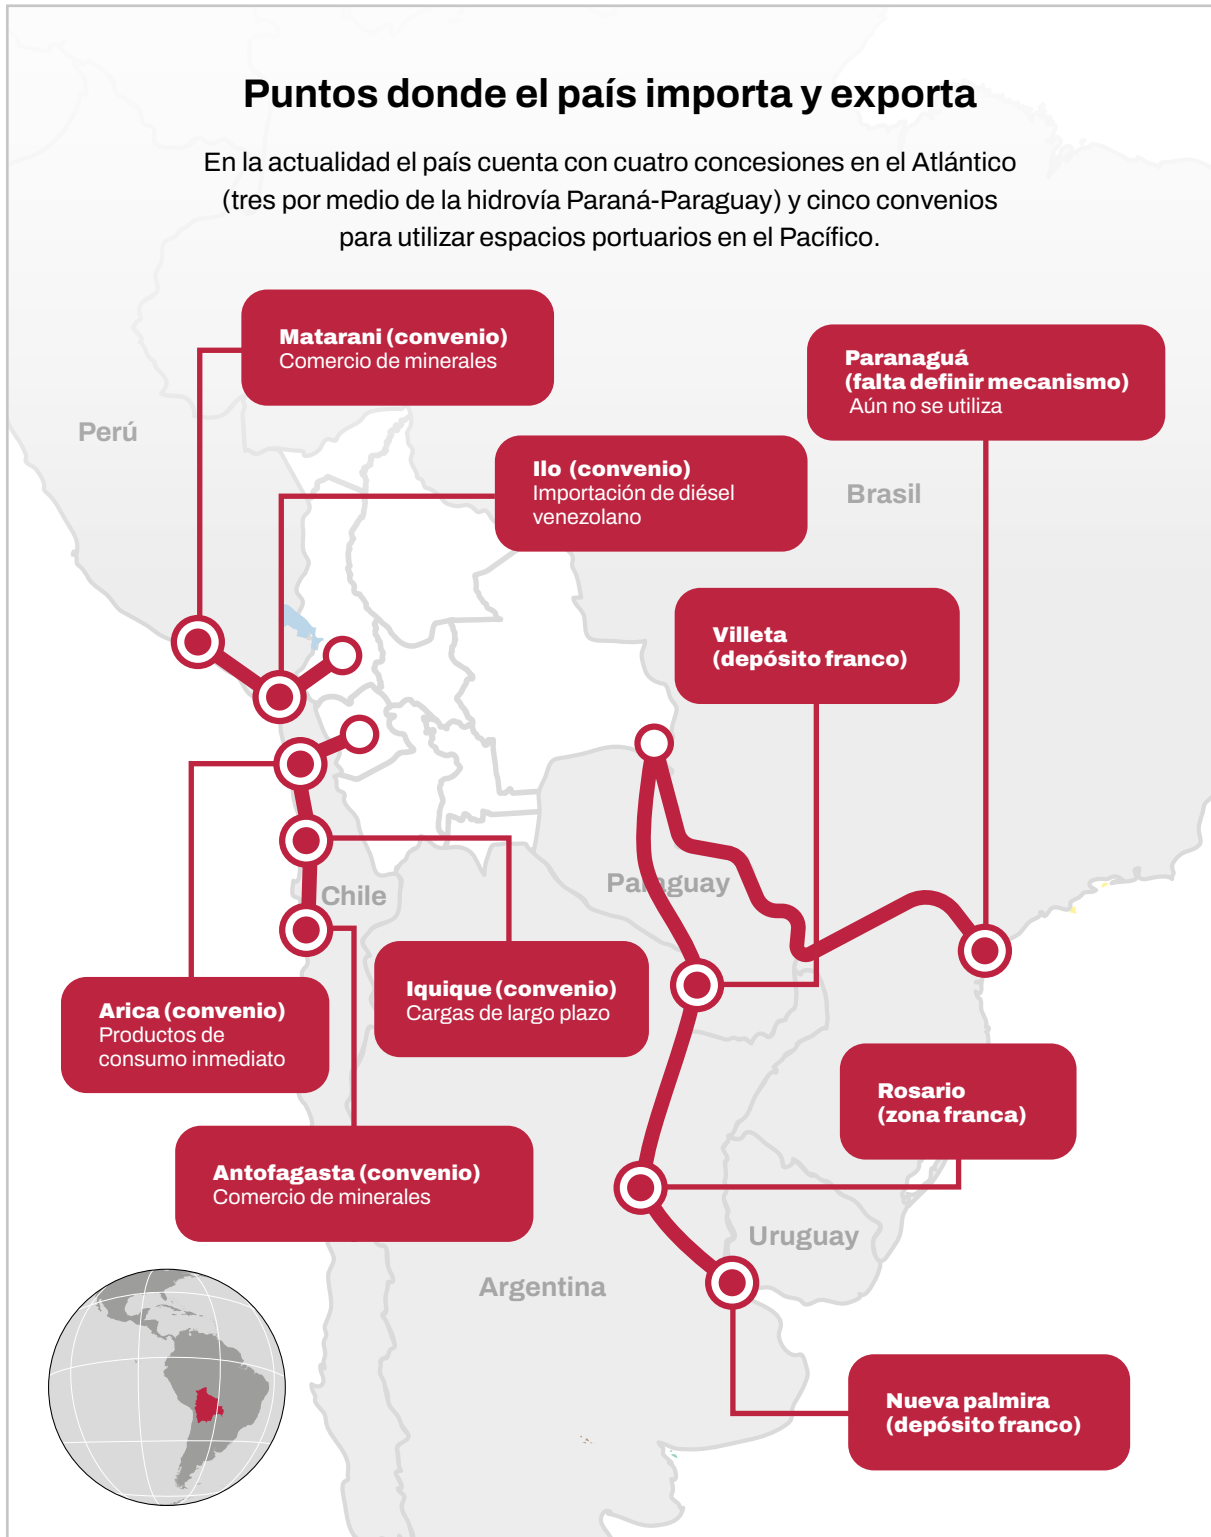 Puntos donde el país importa y exporta
En la actualidad el país cuenta con cuatro concesiones en el Atlántico
(tres por medio de la hidrovía Paraná-Paraguay) y cinco convenios
para utilizar espacios portuarios en el Pacífico.
Matarani (convenio)
Comercio de minerales
Paranaguá
(falta definir mecanismo)
Aún no se utiliza
Perú
Ilo (convenio)
Importación de diésel
venezolano
Brasil
Villeta
(depósito franco)
Paraguay
Chile
Iquique (convenio)
Cargas de largo plazo
Arica (convenio)
Productos de
consumo inmediato
Rosario
(zona franca)
Antofagasta (convenio)
Comercio de minerales
Uruguay
Argentina
Nueva palmira
(depósito franco)